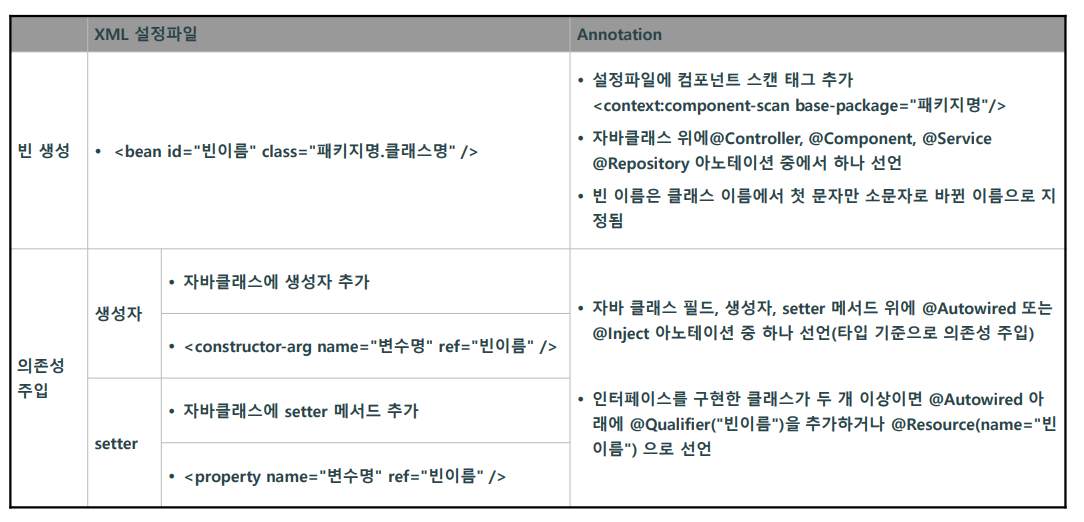 XML 설정파일
Annotation
빈 생성
• <bean id="빈이름" class="패키지명.클래스명" />
• 설정파일에 컴포넌트 스캔 태그 추가
<context:component-scan base-package="패키지명"/>
• 자바클래스 위에@Controller, @Component, @Service
@Repository 아노테이션 중에서 하나 선언
• 빈 이름은 클래스 이름에서 첫 문자만 소문자로 바뀐 이름으로 지
정됨
의존성
주입
생성자
• 자바클래스에 생성자 추가
• <constructor-arg name="변수명" ref="빈이름" />
setter
• 자바클래스에 setter 메서드 추가
• <property name="변수명" ref="빈이름" />
• 자바 클래스 필드, 생성자, setter 메서드 위에 @Autowired 또는
@Inject 아노테이션 중 하나 선언(타입 기준으로 의존성 주입)
• 인터페이스를 구현한 클래스가 두 개 이상이면 @Autowired 아
래에 @Qualifier("빈이름")을 추가하거나 @Resource(name="빈
이름") 으로 선언